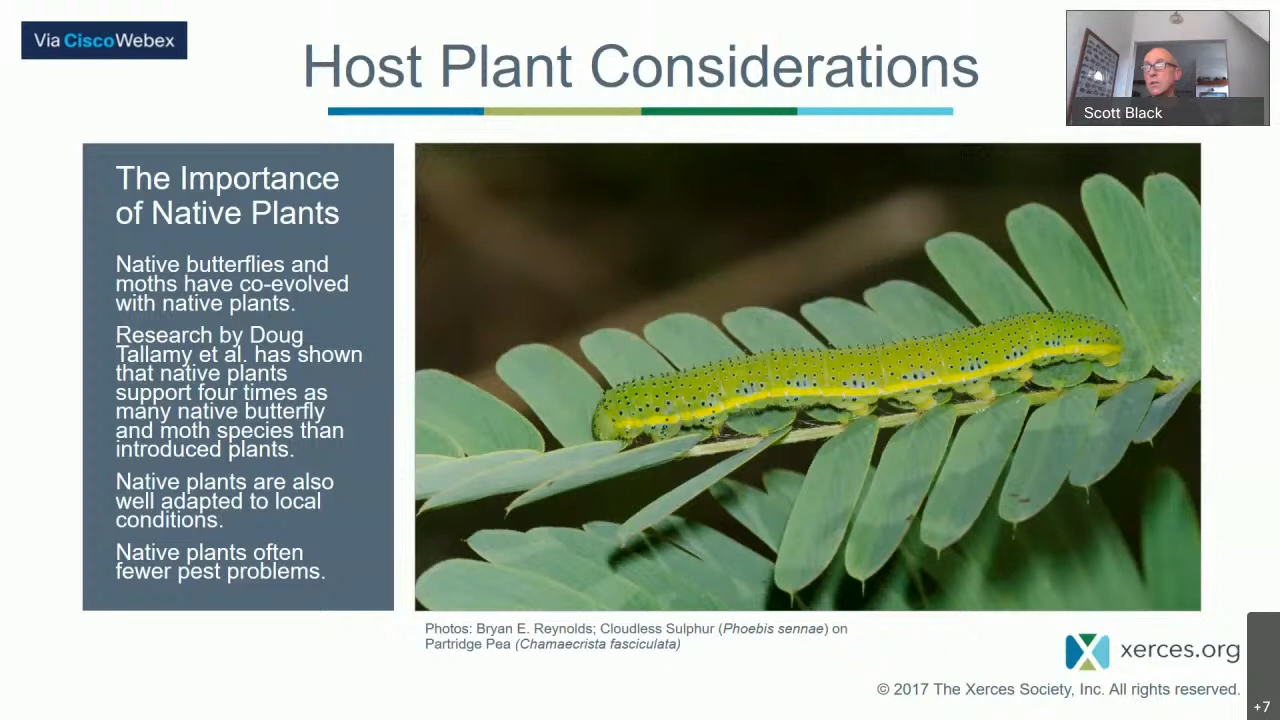 Via CiscoWebex
Host Plant Considerations
Scott Black
The Importance
of Native Plants
Native butterflies and
moths have co-evolved
with native plants.
Research by Doug
Tallamy et al. has shown
that native plants
support four times as
many native butterfly
and moth species than
introduced plants.
Native plants are also
well adapted to local
conditions.
Native plants often
fewer pest problems.
Photos: Bryan E. Reynolds; Cloudless Sulphur (Phoebis sennae) on
Partridge Pea (Chamaecrista fasciculata)
xerces.org
© 2017 The Xerces Society, Inc. All rights reserved.
+7